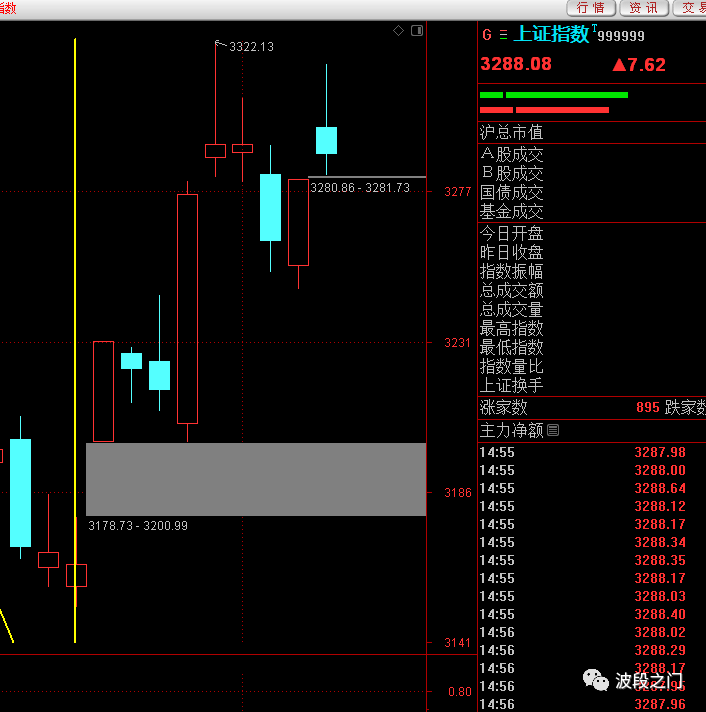 指数
行 情
资 讯
交 易
G 上证指数 T 999999
3288.08 ▲7.62
沪总市值
A股成交
B股成交
国债成交
基金成交
今日开盘
昨日收盘
指数振幅
总成交额
总成交量
最高指数
最低指数
指数量比
上证换手
涨家数 895 跌家数
主力净额
14:55 3287.98
14:55 3288.00
14:55 3288.64
14:55 3288.12
14:55 3288.17
14:55 3288.34
14:55 3288.35
14:55 3288.17
14:55 3288.03
14:55 3288.40
14:56 3288.02
14:56 3288.29
14:56 3288.17
14:56 3287.95
14:56 3287.96
3322.13
3280.86 - 3281.73
3178.73 - 3200.99
3277
3231
3186
3141
0.80
波段之门